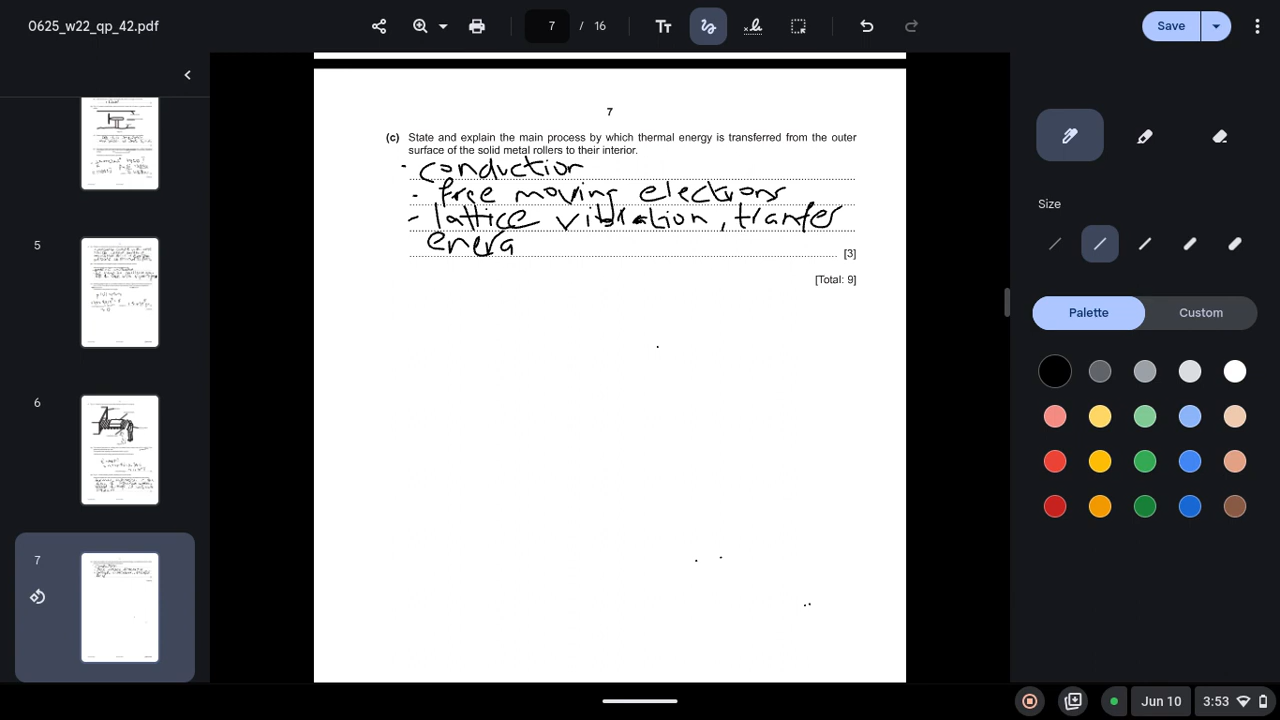 0625_w22_qp_42.pdf
7 / 16
Save
5
6
7
7
(c) State and explain the main process by which thermal energy is transferred from the outer
surface of the solid metal rollers to their interior.
· conduction
- free moving electrons
- lattice vibration, tranfer
energ
[3]
[Total: 9]
Size
Palette
Custom
Jun 10
3:53